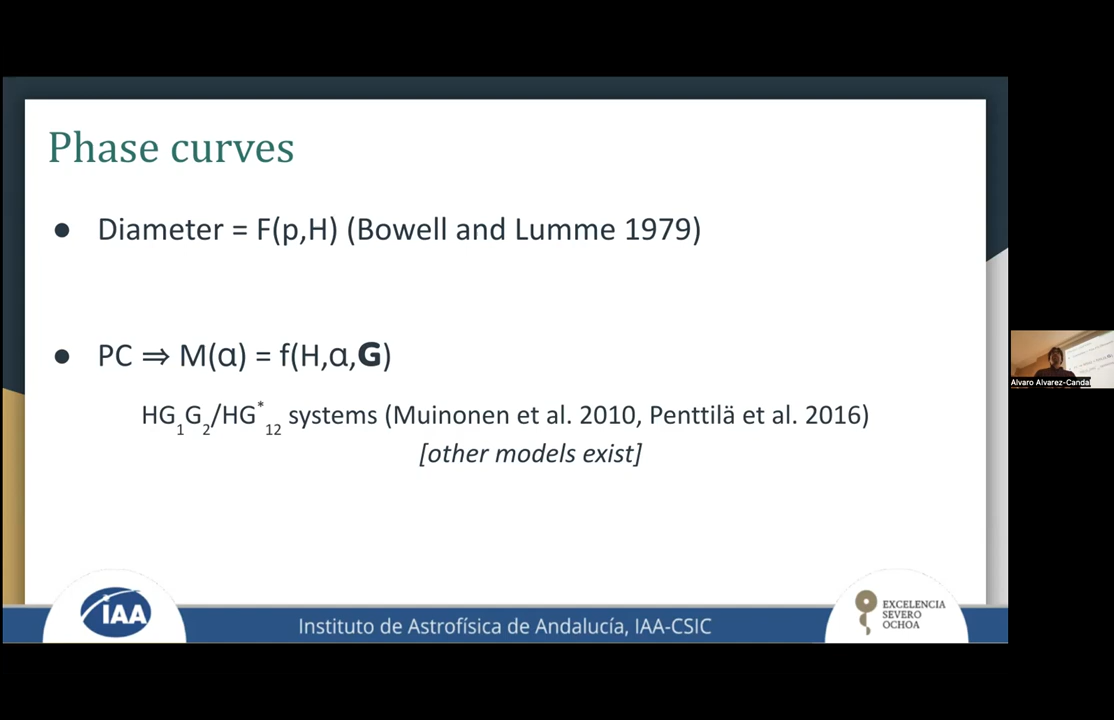 Phase curves
● Diameter = F(p,H) (Bowell and Lumme 1979)
● PC ⇒ M(α) = f(H,α,G)
HG₁G₂/HG*₁₂ systems (Muinonen et al. 2010, Penttilä et al. 2016)
[other models exist]
Alvaro Alvarez-Candal
IAA
Instituto de Astrofísica de Andalucía, IAA-CSIC
EXCELENCIA
SEVERO
OCHOA